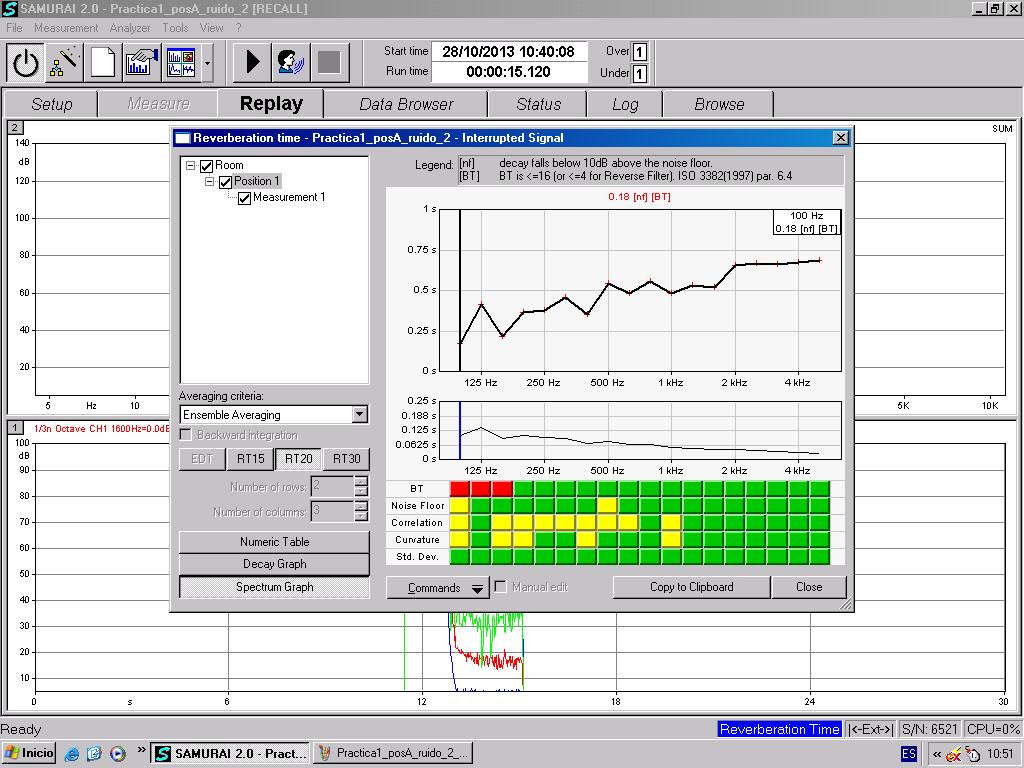 SAMURAI 2.0 - Practica1_posA_ruido_2 [RECALL]
File Measurement Analyzer Tools View ?
Start time 28/10/2013 10:40:08 Over 1
Run time 00:00:15.120 Under 1
Setup Measure Replay Data Browser Status Log Browse
2 SUM
140
dB
120
100
80
60
40
20
5 Hz 10 5K 10K
1 1/3n Octave CH1 1600Hz=0.0dB
100
dB
90
80
70
60
50
40
30
20
10
0 s 6 12 18 24 30
Reverberation time - Practica1_posA_ruido_2 - Interrupted Signal
Room
Position 1
Measurement 1
Averaging criteria:
Ensemble Averaging
Backward integration
EDT RT15 RT20 RT30
Number of rows: 2
Number of columns: 3
Numeric Table
Decay Graph
Spectrum Graph
Legend: [nf] decay falls below 10dB above the noise floor.
[BT] BT is <=16 (or <=4 for Reverse Filter). ISO 3382(1997) par. 6.4
0.18 [nf] [BT]
1 s
100 Hz
0.18 [nf] [BT]
0.75 s
0.5 s
0.25 s
0 s
125 Hz 250 Hz 500 Hz 1 kHz 2 kHz 4 kHz
0.25 s
0.188 s
0.125 s
0.0625 s
0 s
125 Hz 250 Hz 500 Hz 1 kHz 2 kHz 4 kHz
BT
Noise Floor
Correlation
Curvature
Std. Dev.
Commands Manual edit Copy to Clipboard Close
Ready Reverberation Time |<-Ext->| S/N: 6521 CPU=0%
Inicio » SAMURAI 2.0 - Pract... Practica1_posA_ruido_2... ES « 10:51